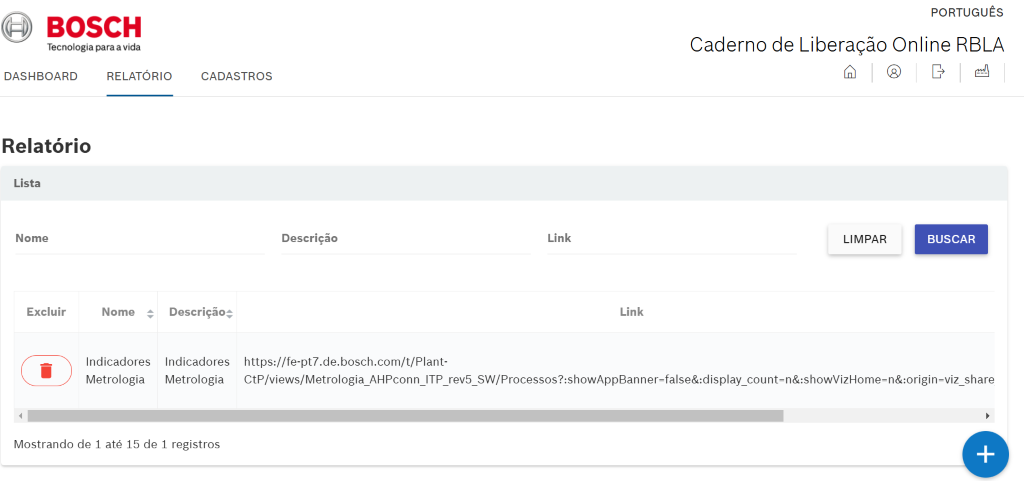 PORTUGUÊS
BOSCH
Tecnologia para a vida
Caderno de Liberação Online RBLA
DASHBOARD RELATÓRIO CADASTROS
Relatório
Lista
Nome Descrição Link LIMPAR BUSCAR
Excluir Nome Descrição Link
Indicadores Metrologia Indicadores Metrologia https://fe-pt7.de.bosch.com/t/Plant-
CtP/views/Metrologia_AHPconn_ITP_rev5_SW/Processos?:showAppBanner=false&:display_count=n&:showVizHome=n&:origin=viz_share
Mostrando de 1 até 15 de 1 registros